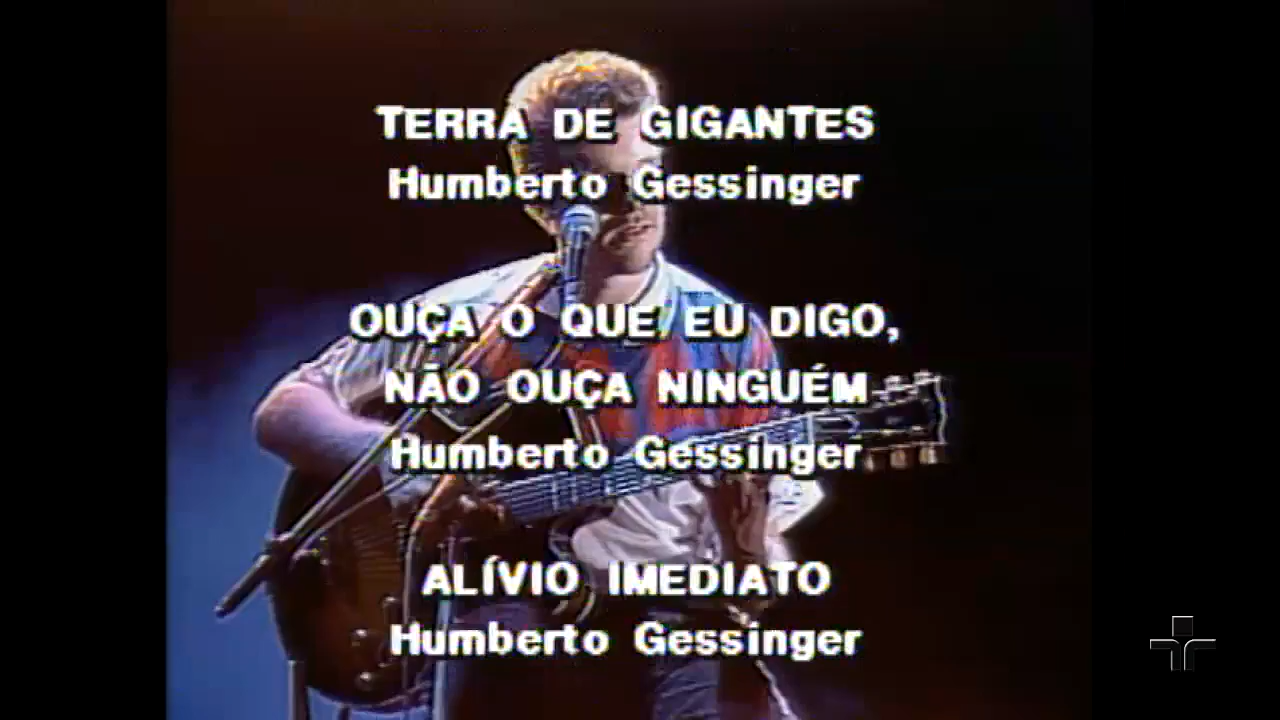 TERRA DE GIGANTES
Humberto Gessinger
OUÇA O QUE EU DIGO,
NÃO OUÇA NINGUÉM
Humberto Gessinger
ALÍVIO IMEDIATO
Humberto Gessinger